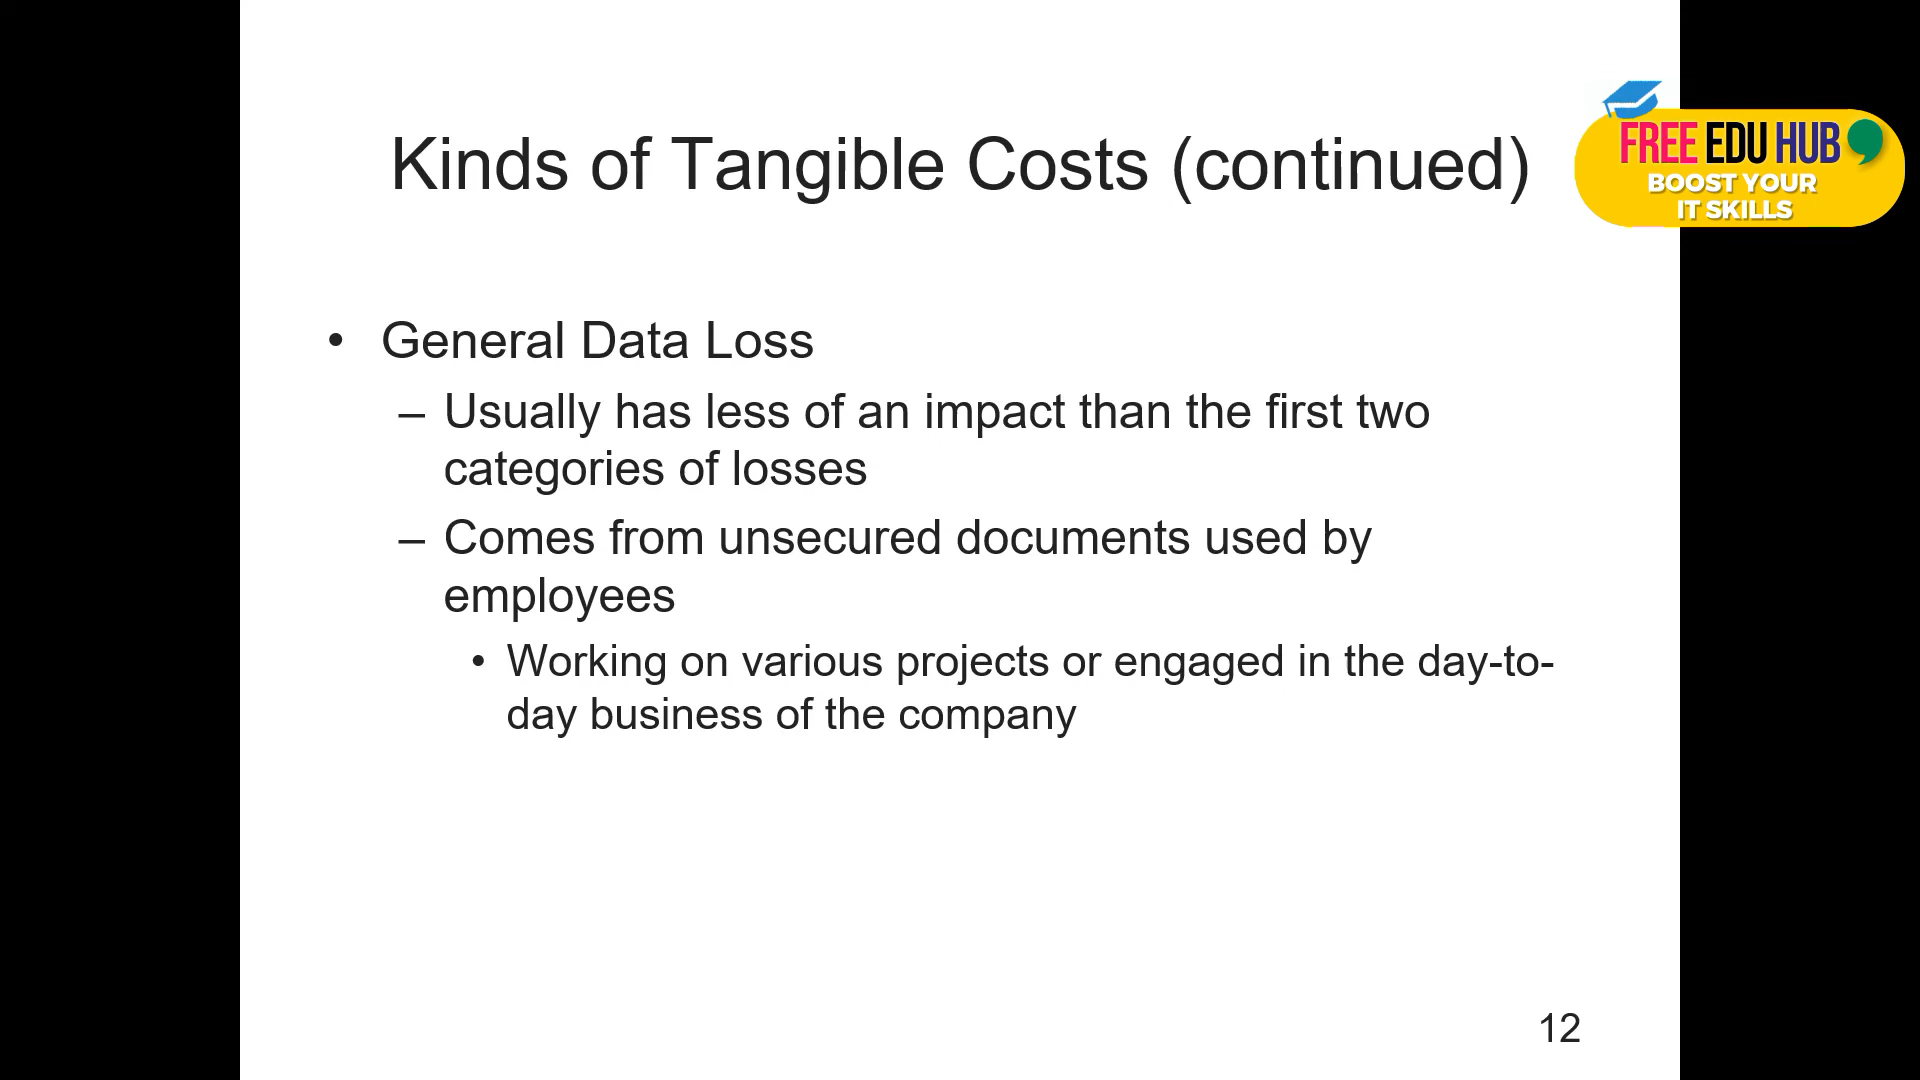 Kinds of Tangible Costs (continued)
FREE EDU HUB
BOOST YOUR
IT SKILLS
• General Data Loss
– Usually has less of an impact than the first two
categories of losses
– Comes from unsecured documents used by
employees
• Working on various projects or engaged in the day-to-
day business of the company
12